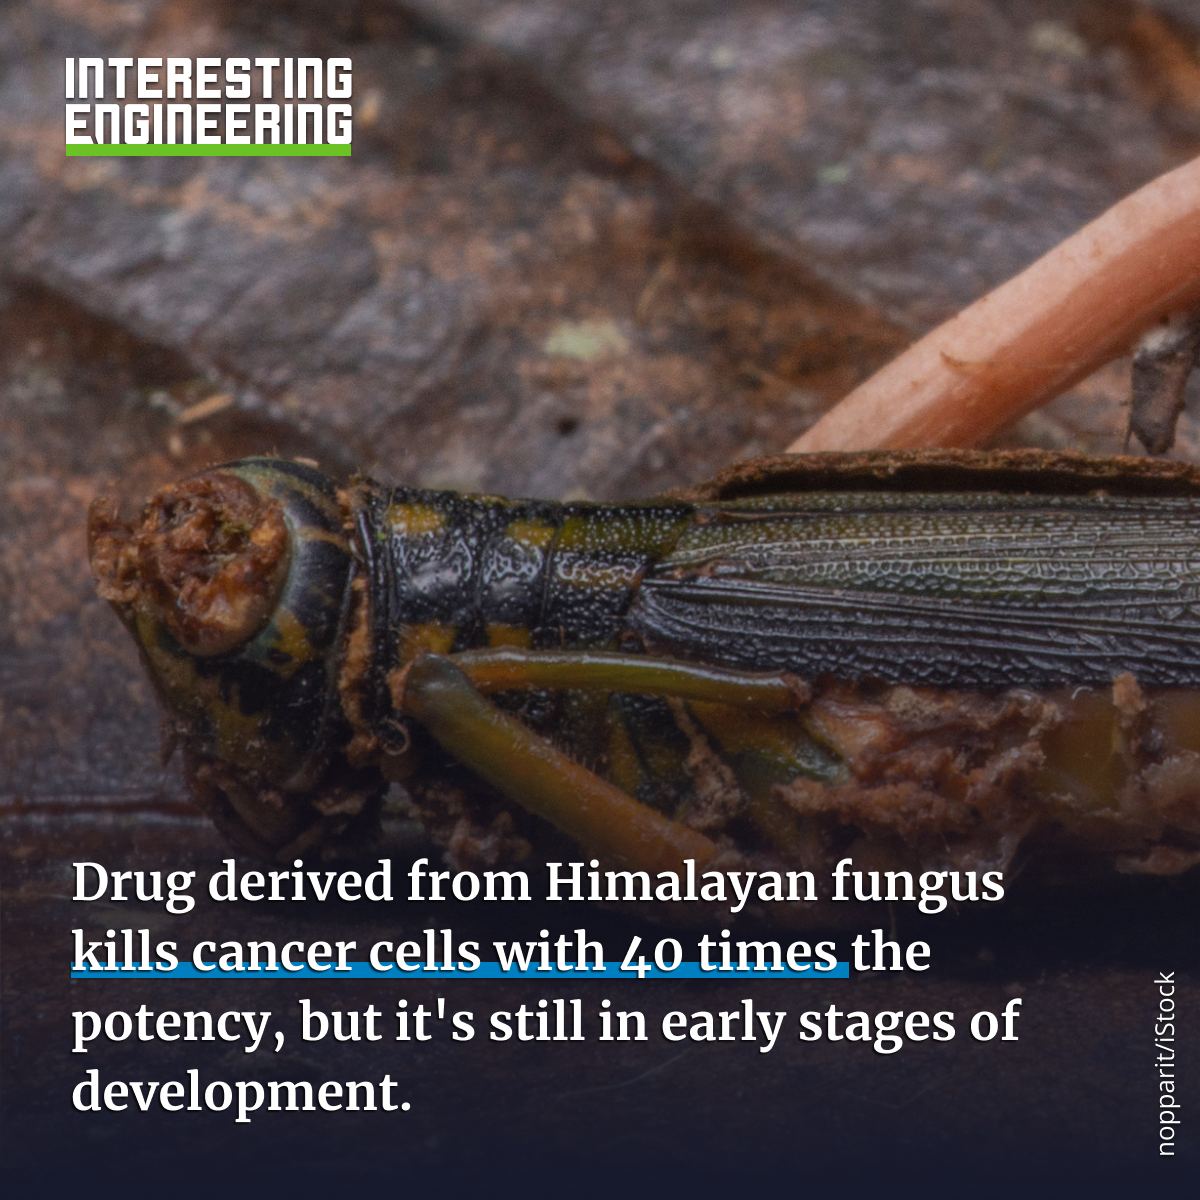 INTERESTING
ENGINEERING
Drug derived from Himalayan fungus
kills cancer cells with 40 times the
potency, but it's still in early stages of
development.
nopparit/iStock